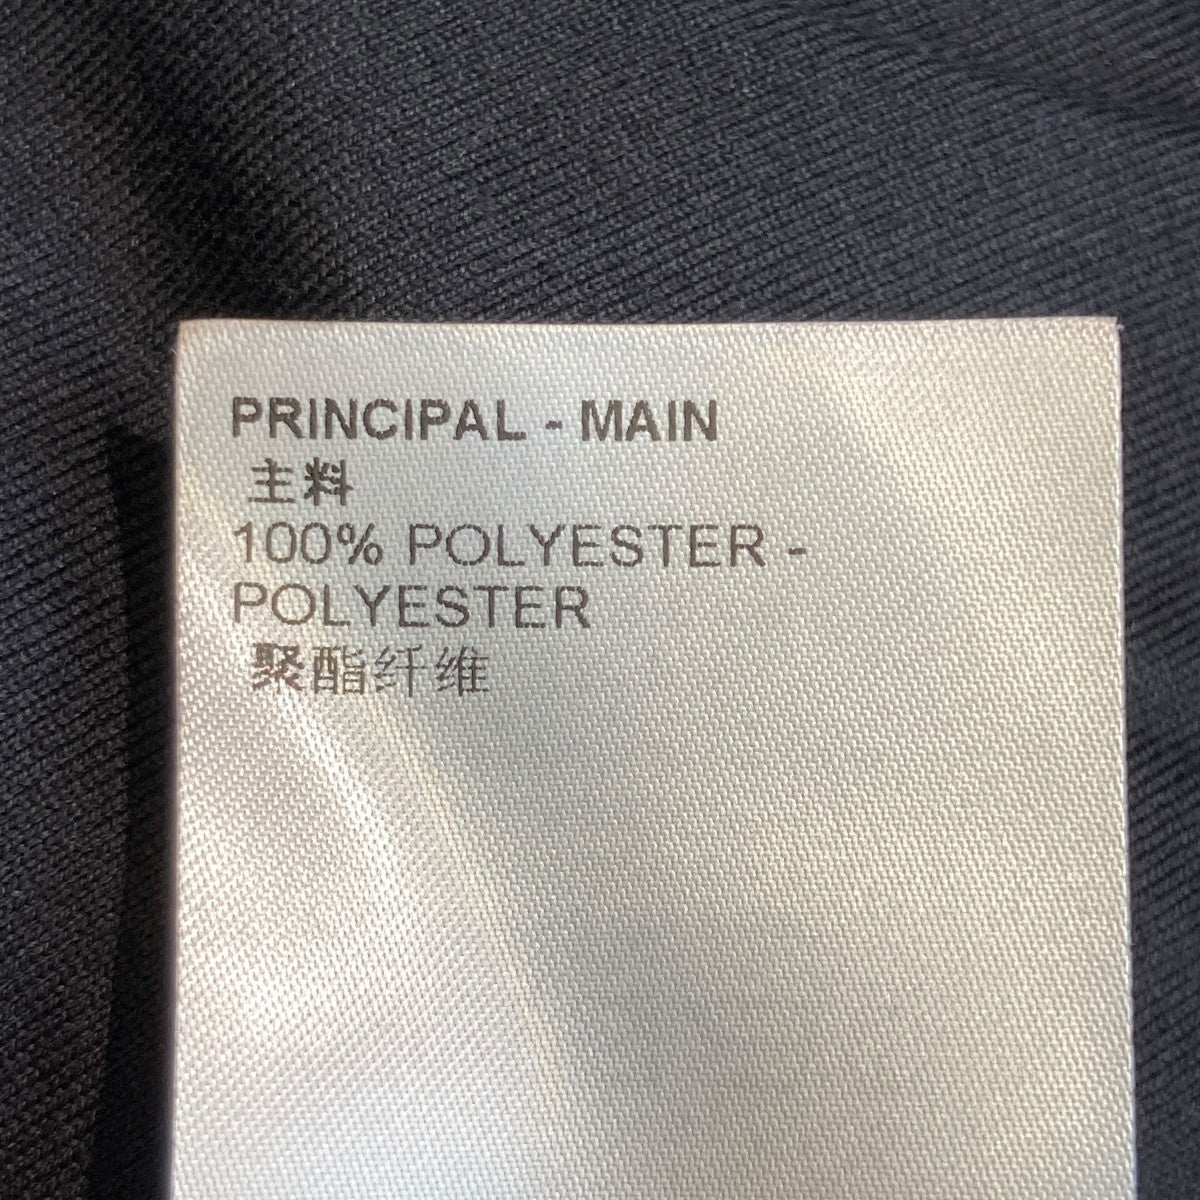 PRINCIPAL - MAIN
主料
100% POLYESTER -
POLYESTER
聚酯纤维